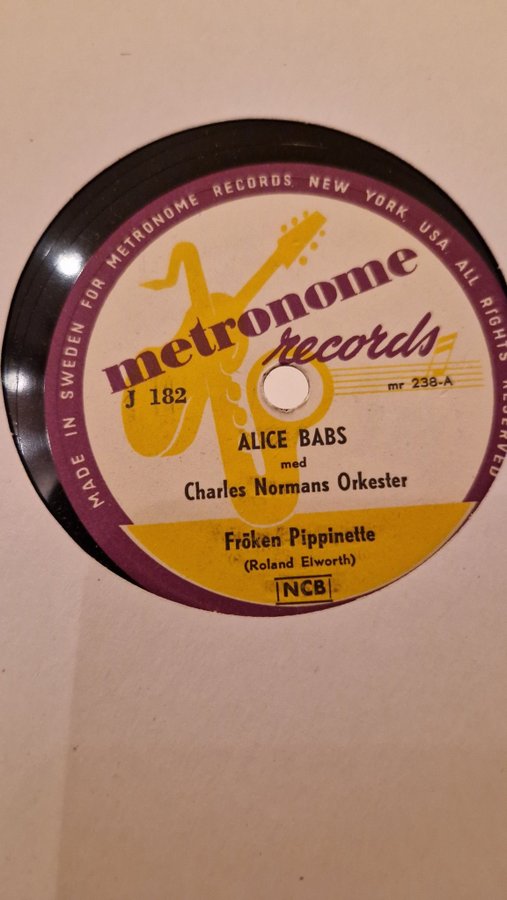 MADE IN SWEDEN FOR METRONOME RECORDS, NEW YORK, USA. ALL RIGHTS RESERVED
metronome
records
J 182
mr 238-A
ALICE BABS
med
Charles Normans Orkester
Fröken Pippinette
(Roland Elworth)
NCB